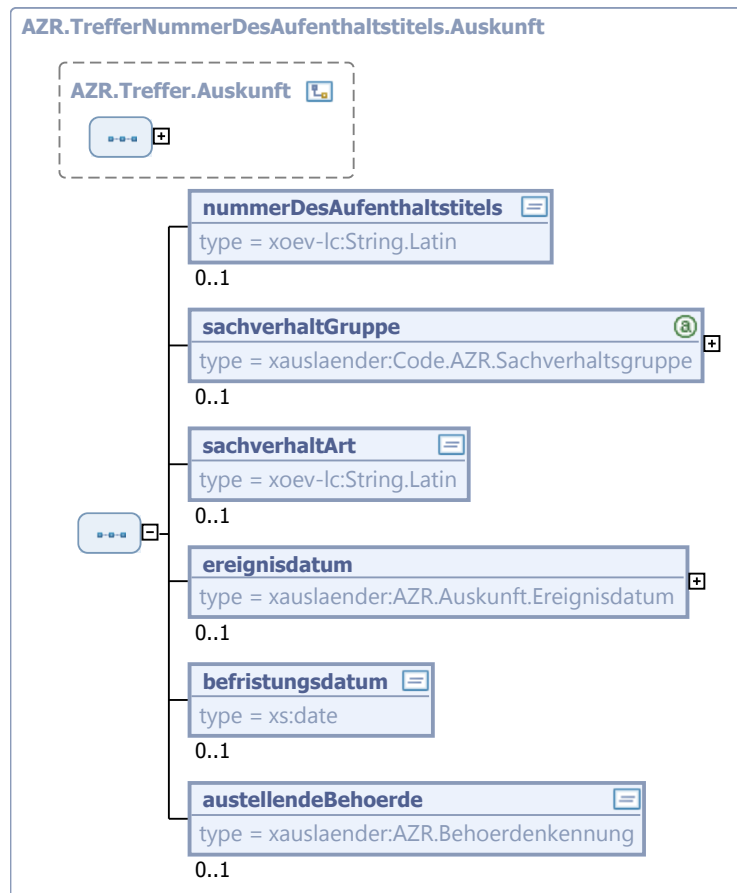 AZR.TrefferNummerDesAufenthaltstitels.Auskunft
AZR.Treffer.Auskunft
nummerDesAufenthaltstitels
type = xoev-lc:String.Latin
0..1
sachverhaltGruppe
type = xauslaender:Code.AZR.Sachverhaltsgruppe
0..1
sachverhaltArt
type = xoev-lc:String.Latin
0..1
ereignisdatum
type = xauslaender:AZR.Auskunft.Ereignisdatum
0..1
befristungsdatum
type = xs:date
0..1
austellendeBehoerde
type = xauslaender:AZR.Behoerdenkennung
0..1